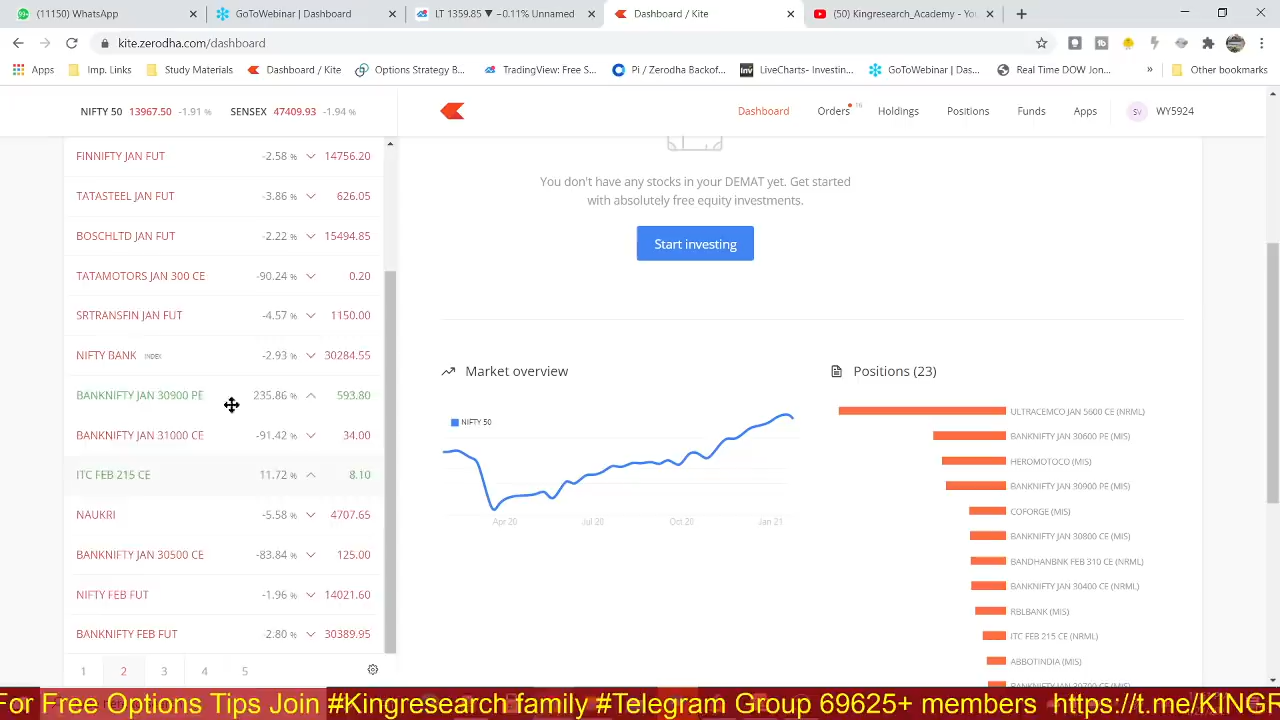 (11150) WhatsApp
GoToWebinar | Dashboard
LT 1359.85 ▼ −0.11% Unnamed
Dashboard / Kite
(50) Kingresearch_Academy - You
kite.zerodha.com/dashboard
Apps
Imp. Links
Study Materials
Dashboard / Kite
Options Strategy B...
TradingView: Free S...
Pi / Zerodha Backof...
LiveCharts- Investin...
GoToWebinar | Das...
Real Time DOW Jon...
»
Other bookmarks
NIFTY 50 13967.50 -1.91 %
SENSEX 47409.93 -1.94 %
Dashboard
Orders 16
Holdings
Positions
Funds
Apps
SV
WY5924
FINNIFTY JAN FUT -2.58 % 14756.20
TATASTEEL JAN FUT -3.86 % 626.05
BOSCHLTD JAN FUT -2.22 % 15494.85
TATAMOTORS JAN 300 CE -90.24 % 0.20
SRTRANSFIN JAN FUT -4.57 % 1150.00
NIFTY BANK INDEX -2.93 % 30284.55
BANKNIFTY JAN 30900 PE 235.86 % 593.80
BANKNIFTY JAN 31000 CE -91.42 % 34.00
ITC FEB 215 CE 11.72 % 8.10
NAUKRI -5.58 % 4707.65
BANKNIFTY JAN 30500 CE -83.84 % 125.00
NIFTY FEB FUT % 14021.60
BANKNIFTY FEB FUT -2.80 % 30389.95
1 2 3 4 5
You don't have any stocks in your DEMAT yet. Get started
with absolutely free equity investments.
Start investing
Market overview
NIFTY 50
Apr 20 Jul 20 Oct 20 Jan 21
Positions (23)
ULTRACEMCO JAN 5600 CE (NRML)
BANKNIFTY JAN 30600 PE (MIS)
HEROMOTOCO (MIS)
BANKNIFTY JAN 30900 PE (MIS)
COFORGE (MIS)
BANKNIFTY JAN 30800 CE (MIS)
BANDHANBNK FEB 310 CE (NRML)
BANKNIFTY JAN 30400 CE (NRML)
RBLBANK (MIS)
ITC FEB 215 CE (NRML)
ABBOTINDIA (MIS)
BANKNIFTY JAN 30700 PE (MIS)
For Free Options Tips Join #Kingresearch family #Telegram Group 69625+ members https://t.me/KINGR